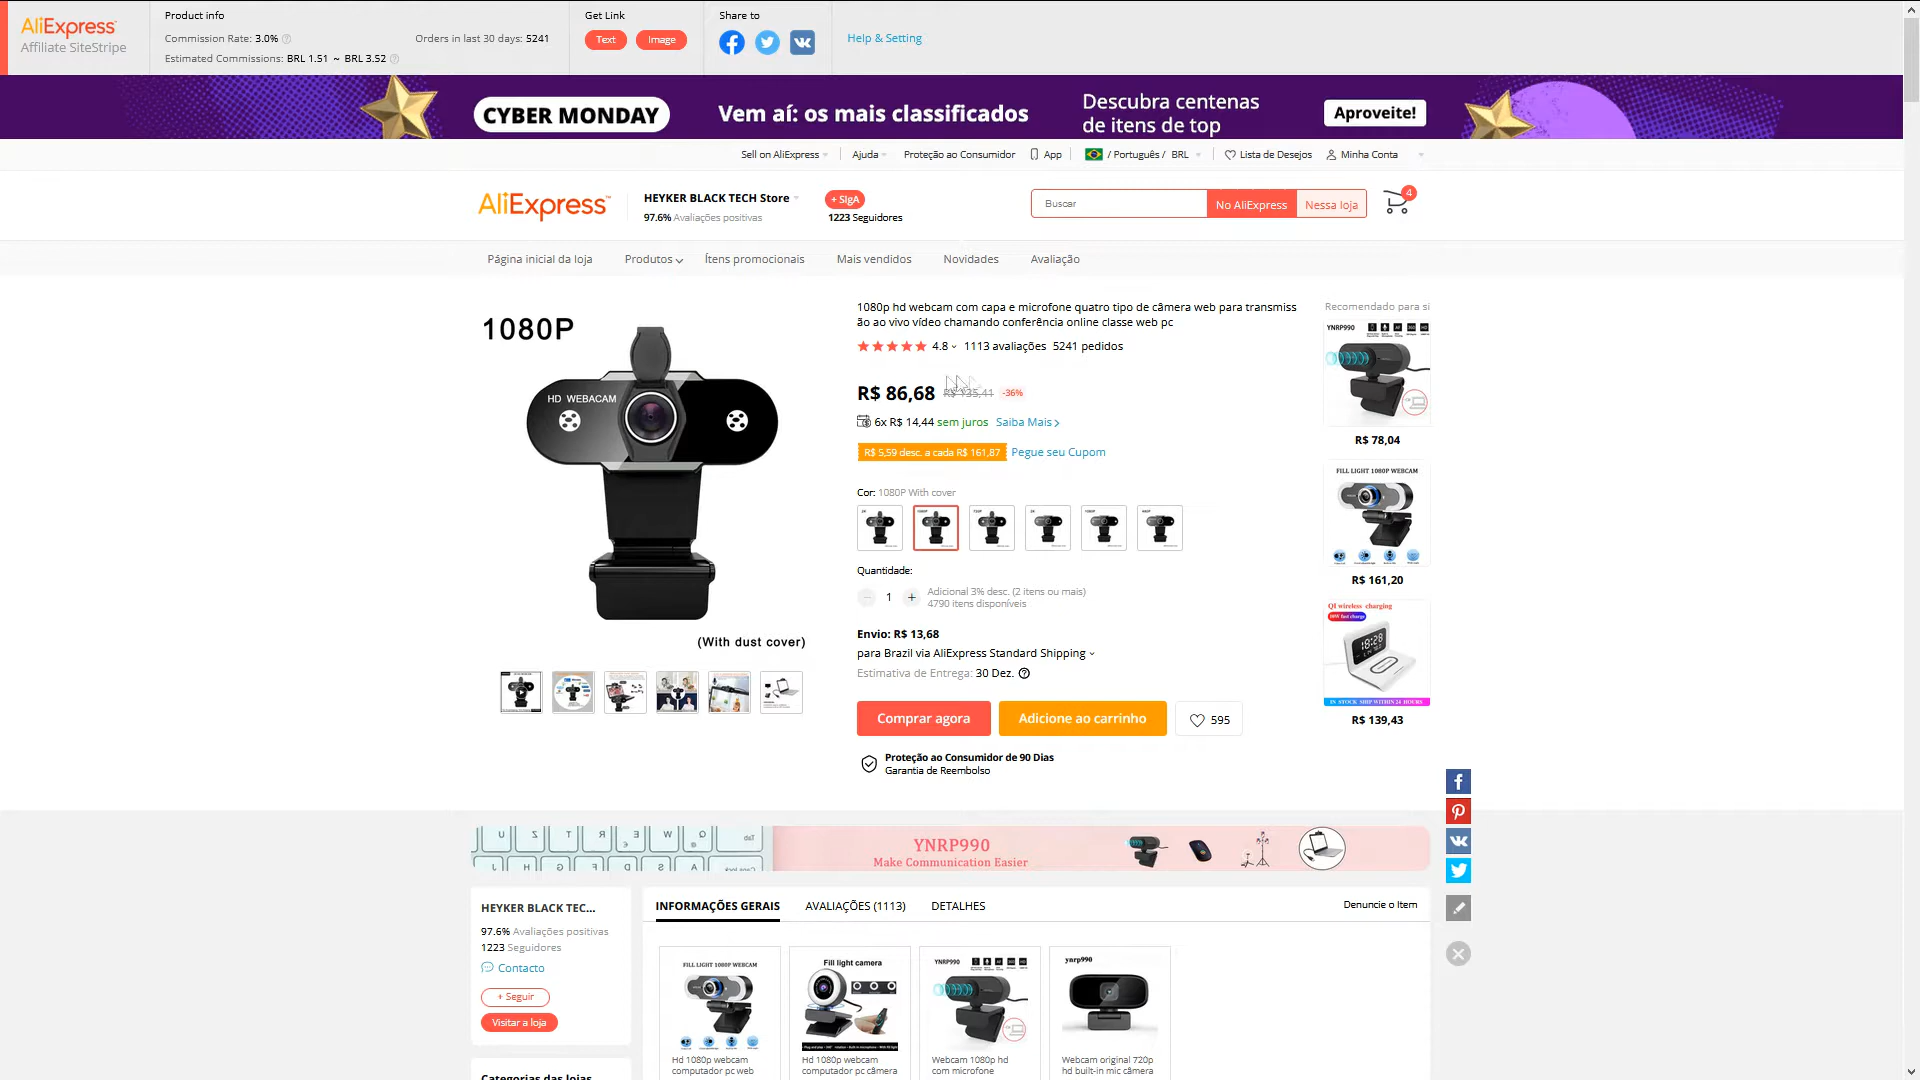 AliExpress
Affiliate SiteStripe
Product info
Commission Rate: 3.0%
Orders in last 30 days: 5241
Estimated Commissions: BRL 1.51 ~ BRL 3.52
Get Link
Text
Image
Share to
Help & Setting
CYBER MONDAY
Vem aí: os mais classificados
Descubra centenas
de itens de top
Aproveite!
Sell on AliExpress
Ajuda
Proteção ao Consumidor
App
/ Português / BRL
Lista de Desejos
Minha Conta
AliExpress
HEYKER BLACK TECH Store
97.6% Avaliações positivas
+ SIgA
1223 Seguidores
Buscar
No AliExpress
Nessa loja
4
Página inicial da loja
Produtos
Ítens promocionais
Mais vendidos
Novidades
Avaliação
1080P
HD WEBACAM
(With dust cover)
1080p hd webcam com capa e microfone quatro tipo de câmera web para transmiss
ão ao vivo vídeo chamando conferência online classe web pc
4.8
1113 avaliações
5241 pedidos
R$ 86,68
R$ 135,41
-36%
6x R$ 14,44 sem juros
Saiba Mais
R$ 5,59 desc. a cada R$ 161,87
Pegue seu Cupom
Cor: 1080P With cover
Quantidade:
1
Adicional 3% desc. (2 itens ou mais)
4790 itens disponíveis
Envio: R$ 13,68
para Brazil via AliExpress Standard Shipping
Estimativa de Entrega: 30 Dez.
Comprar agora
Adicione ao carrinho
595
Proteção ao Consumidor de 90 Dias
Garantia de Reembolso
Recomendado para si
YNRP990
R$ 78,04
FILL LIGHT 1080P WEBCAM
R$ 161,20
QI wireless charging
18:28
IN STOCK SHIP WITHIN 24 HOURS
R$ 139,43
YNRP990
Make Communication Easier
HEYKER BLACK TEC...
97.6% Avaliações positivas
1223 Seguidores
Contacto
+ Seguir
Visitar a loja
Categorias das lojas
INFORMAÇÕES GERAIS
AVALIAÇÕES (1113)
DETALHES
Denuncie o Item
FILL LIGHT 1080P WEBCAM
Hd 1080p webcam
computador pc web
Fill light camera
Hd 1080p webcam
computador pc câmera
YNRP990
Webcam 1080p hd
com microfone
ynrp990
Webcam original 720p
hd built-in mic câmera